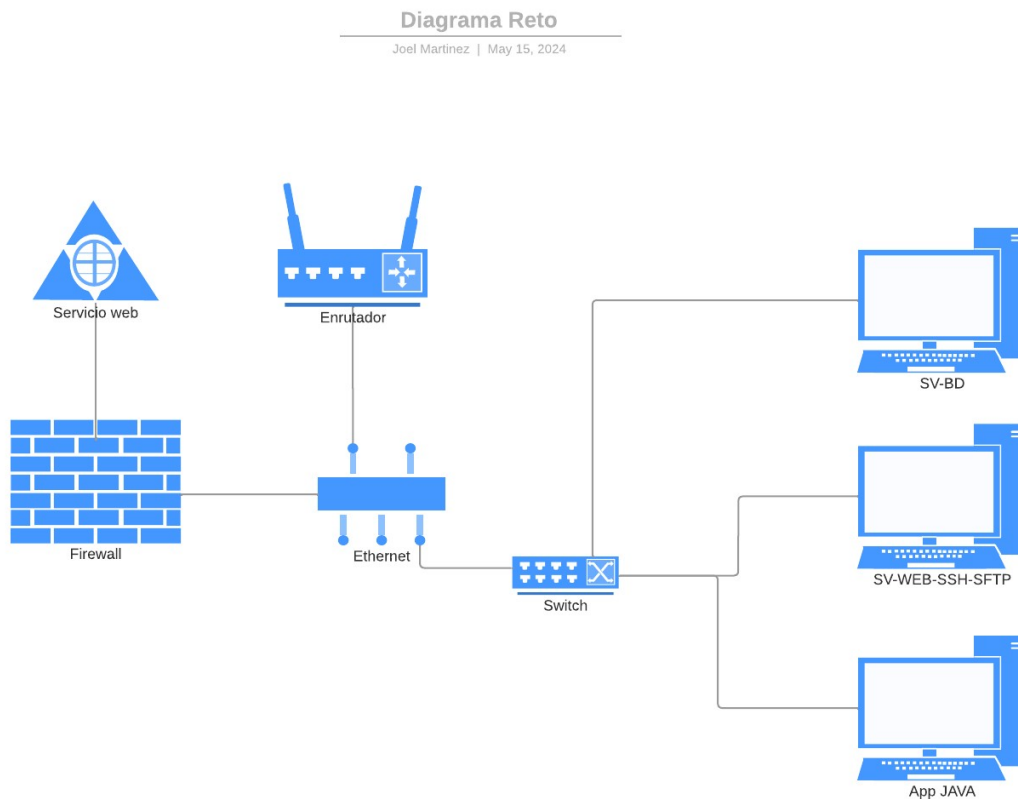 Diagrama Reto
Joel Martinez | May 15, 2024
Servicio web
Enrutador
SV-BD
Firewall
Ethernet
Switch
SV-WEB-SSH-SFTP
App JAVA